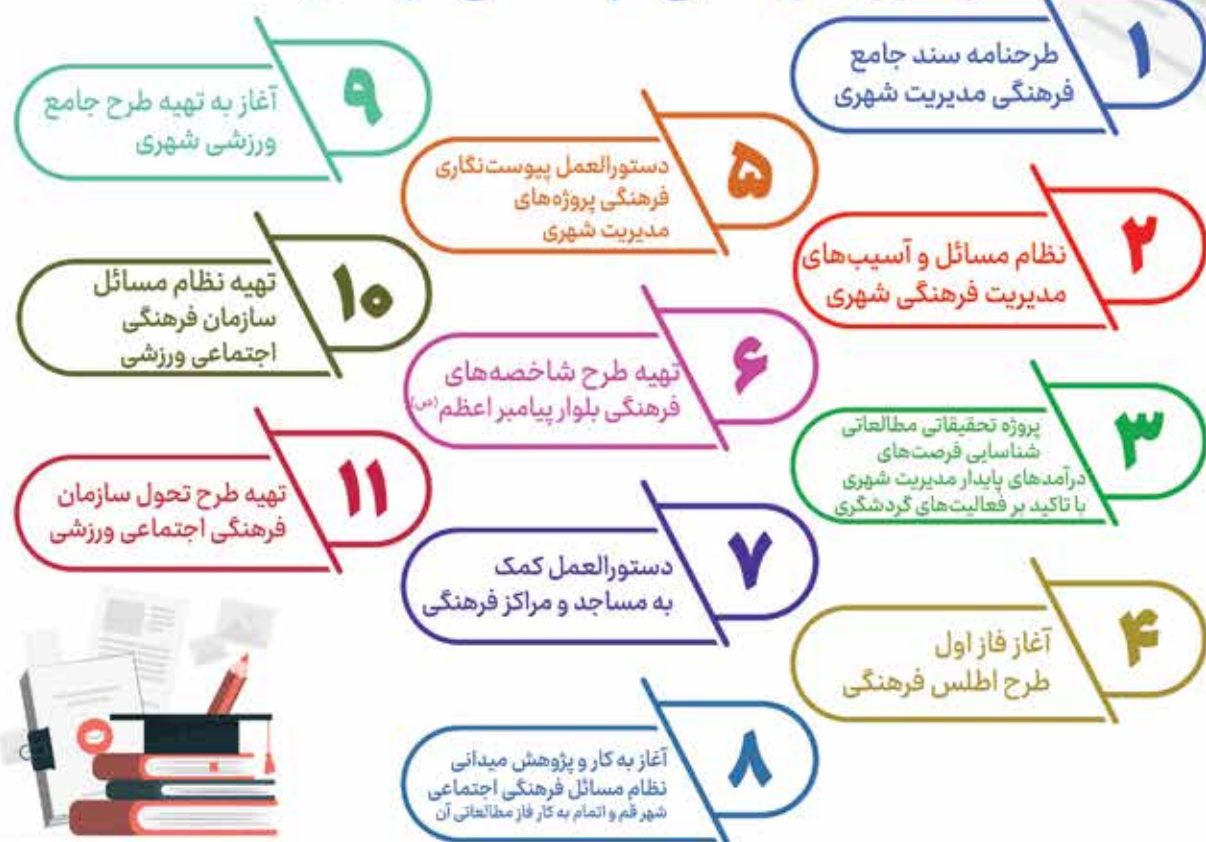 ۱
طرحنامه سند جامع
فرهنگی مدیریت شهری
۲
نظام مسائل و آسیب‌های
مدیریت فرهنگی شهری
۳
پروژه تحقیقاتی مطالعاتی
شناسایی فرصت‌های
درآمدهای پایدار مدیریت شهری
با تاکید بر فعالیت‌های گردشگری
۴
آغاز فاز اول
طرح اطلس فرهنگی
۵
دستورالعمل پیوست‌نگاری
فرهنگی پروژه‌های
مدیریت شهری
۶
تهیه طرح شاخصه‌های
فرهنگی بلوار پیامبر اعظم(ص)
۷
دستورالعمل کمک
به مساجد و مراکز فرهنگی
۸
آغاز به کار و پژوهش میدانی
نظام مسائل فرهنگی اجتماعی
شهر قم و اتمام به کار فاز مطالعاتی آن
۹
آغاز به تهیه طرح جامع
ورزشی شهری
۱۰
تهیه نظام مسائل
سازمان فرهنگی
اجتماعی ورزشی
۱۱
تهیه طرح تحول سازمان
فرهنگی اجتماعی ورزشی